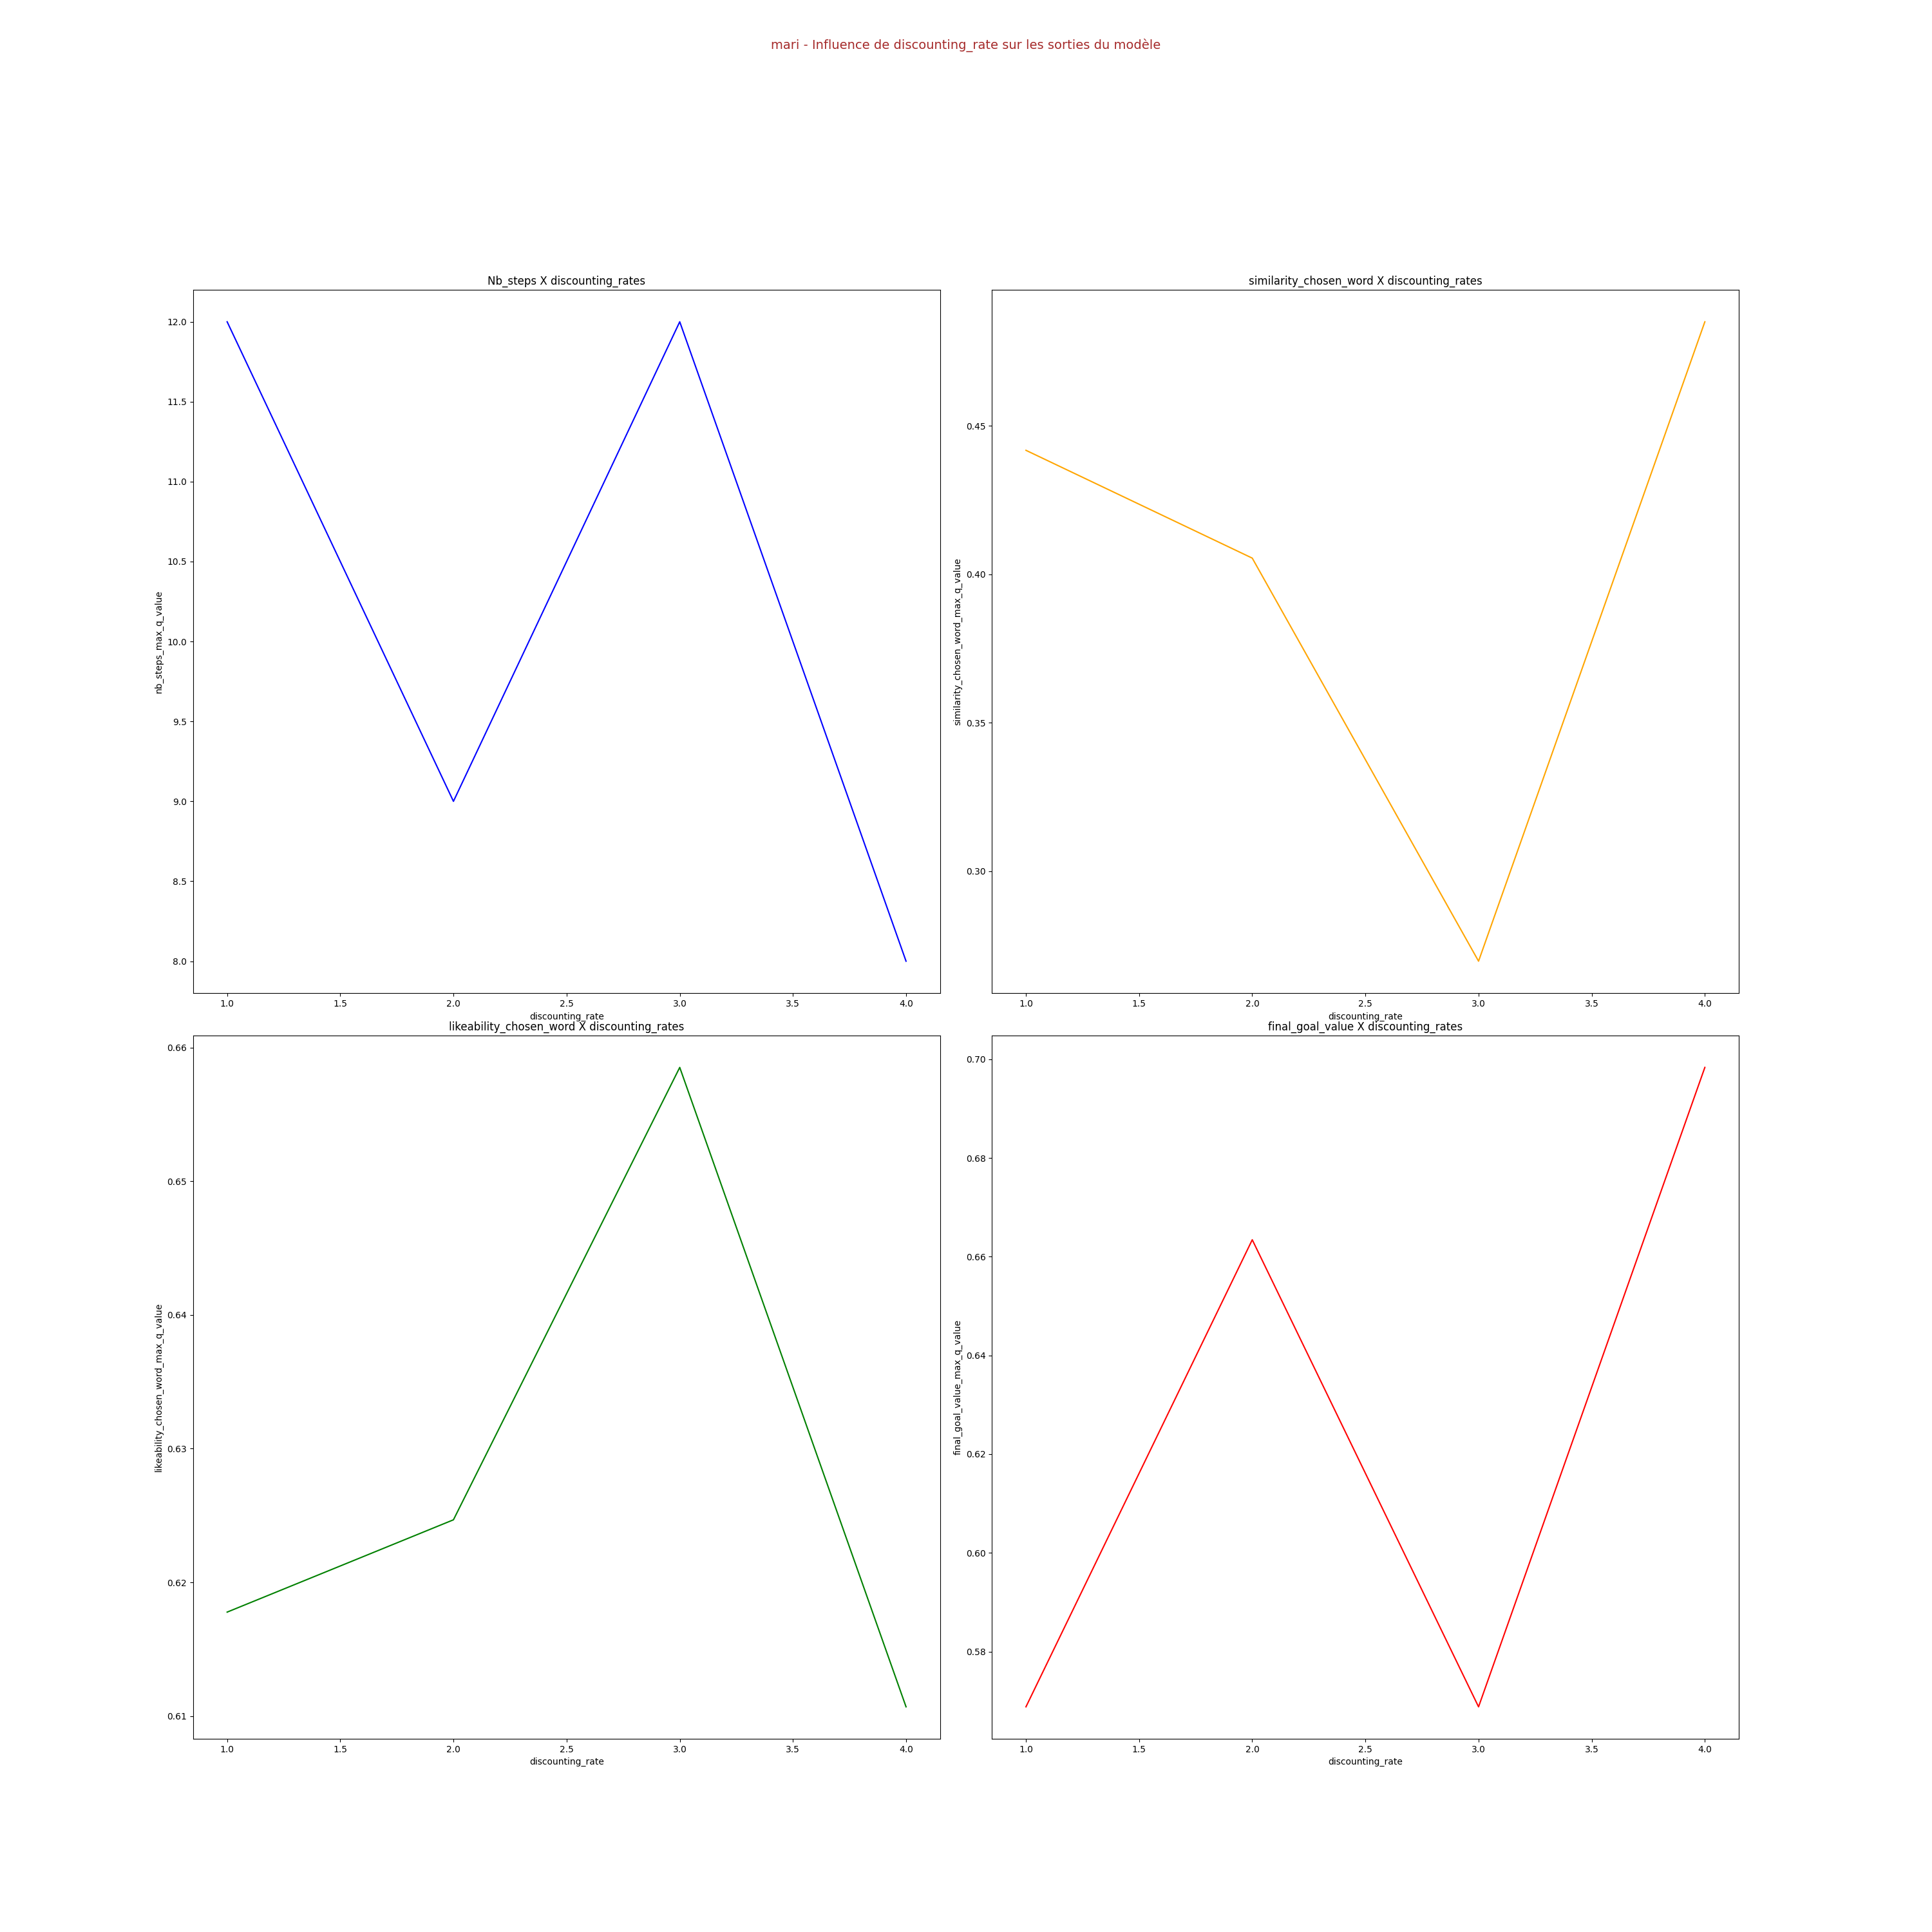 mari - Influence de discounting_rate sur les sorties du modèle
Nb_steps X discounting_rates
12.0
11.5
11.0
10.5
10.0
9.5
9.0
8.5
8.0
nb_steps_max_q_value
1.0 1.5 2.0 2.5 3.0 3.5 4.0
discounting_rate
similarity_chosen_word X discounting_rates
0.45
0.40
0.35
0.30
similarity_chosen_word_max_q_value
1.0 1.5 2.0 2.5 3.0 3.5 4.0
discounting_rate
likeability_chosen_word X discounting_rates
0.66
0.65
0.64
0.63
0.62
0.61
likeability_chosen_word_max_q_value
1.0 1.5 2.0 2.5 3.0 3.5 4.0
discounting_rate
final_goal_value X discounting_rates
0.70
0.68
0.66
0.64
0.62
0.60
0.58
final_goal_value_max_q_value
1.0 1.5 2.0 2.5 3.0 3.5 4.0
discounting_rate